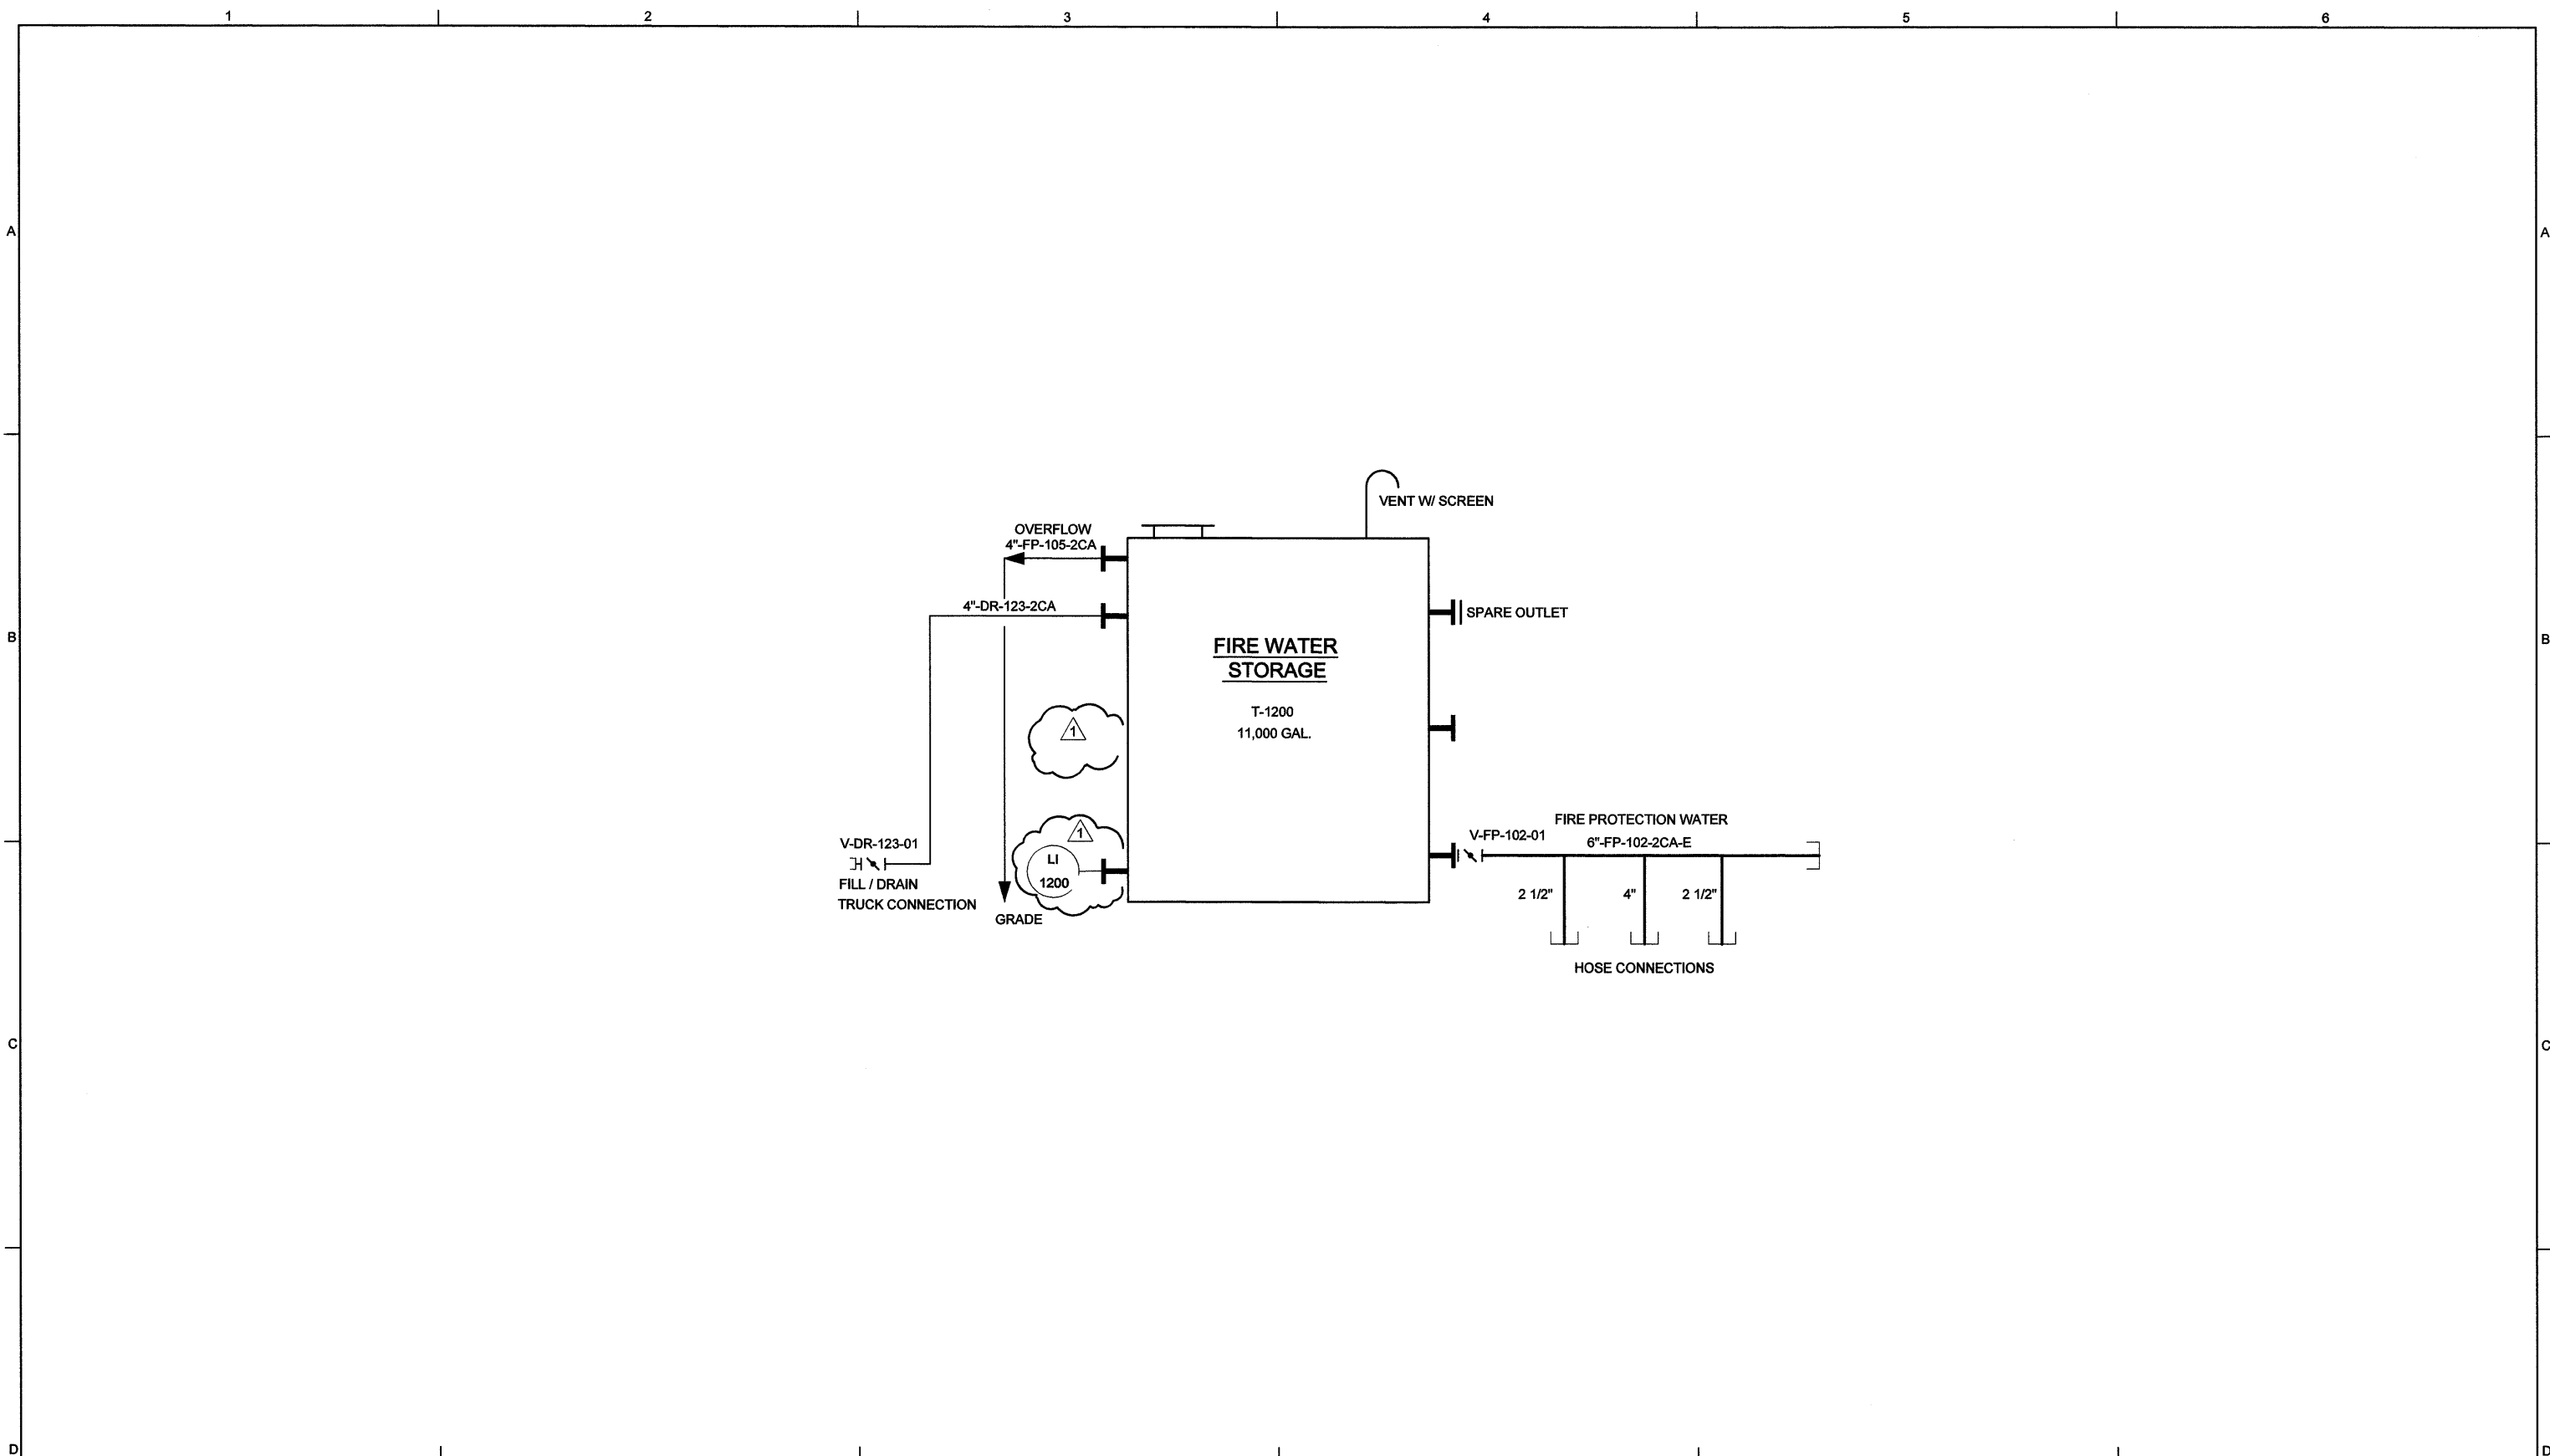 1 2 3 4 5 6
A A
VENT W/ SCREEN
OVERFLOW
4"-FP-105-2CA
4"-DR-123-2CA
SPARE OUTLET
B B
FIRE WATER
STORAGE
T-1200
11,000 GAL.
1
1
LI
1200
V-DR-123-01
FILL / DRAIN
TRUCK CONNECTION
GRADE
V-FP-102-01
FIRE PROTECTION WATER
6"-FP-102-2CA-E
2 1/2" 4" 2 1/2"
HOSE CONNECTIONS
C C
D D